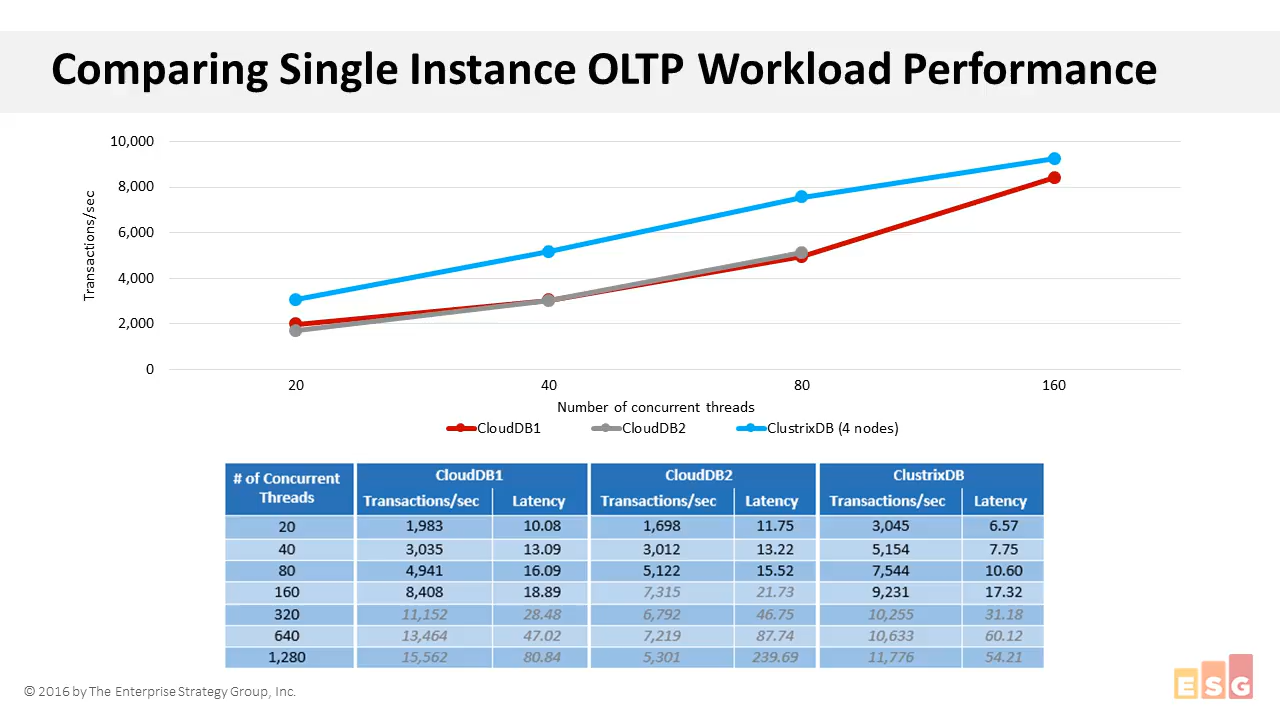 Comparing Single Instance OLTP Workload Performance
10,000
8,000
6,000
4,000
2,000
0
Transactions/sec
20 40 80 160
Number of concurrent threads
CloudDB1 CloudDB2 ClustrixDB (4 nodes)
# of Concurrent Threads CloudDB1 CloudDB2 ClustrixDB
Transactions/sec Latency Transactions/sec Latency Transactions/sec Latency
20 1,983 10.08 1,698 11.75 3,045 6.57
40 3,035 13.09 3,012 13.22 5,154 7.75
80 4,941 16.09 5,122 15.52 7,544 10.60
160 8,408 18.89 7,315 21.73 9,231 17.32
320 11,152 28.48 6,792 46.75 10,255 31.18
640 13,464 47.02 7,219 87.74 10,633 60.12
1,280 15,562 80.84 5,301 239.69 11,776 54.21
© 2016 by The Enterprise Strategy Group, Inc.
ESG